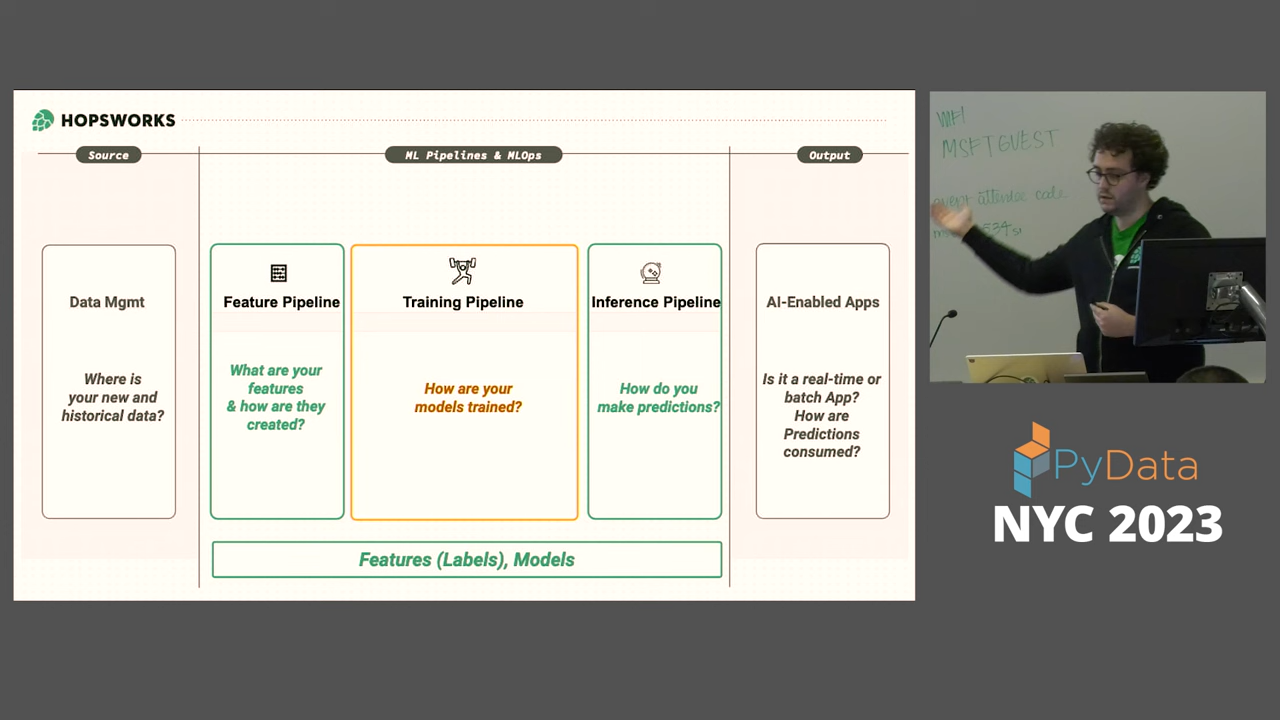 HOPSWORKS
Source
ML Pipelines & MLOps
Output
Data Mgmt
Where is
your new and
historical data?
Feature Pipeline
What are your
features
& how are they
created?
Training Pipeline
How are your
models trained?
Inference Pipeline
How do you
make predictions?
AI-Enabled Apps
Is it a real-time or
batch App?
How are
Predictions
consumed?
Features (Labels), Models
MSFTGUEST
event attendee code
PyData
NYC 2023